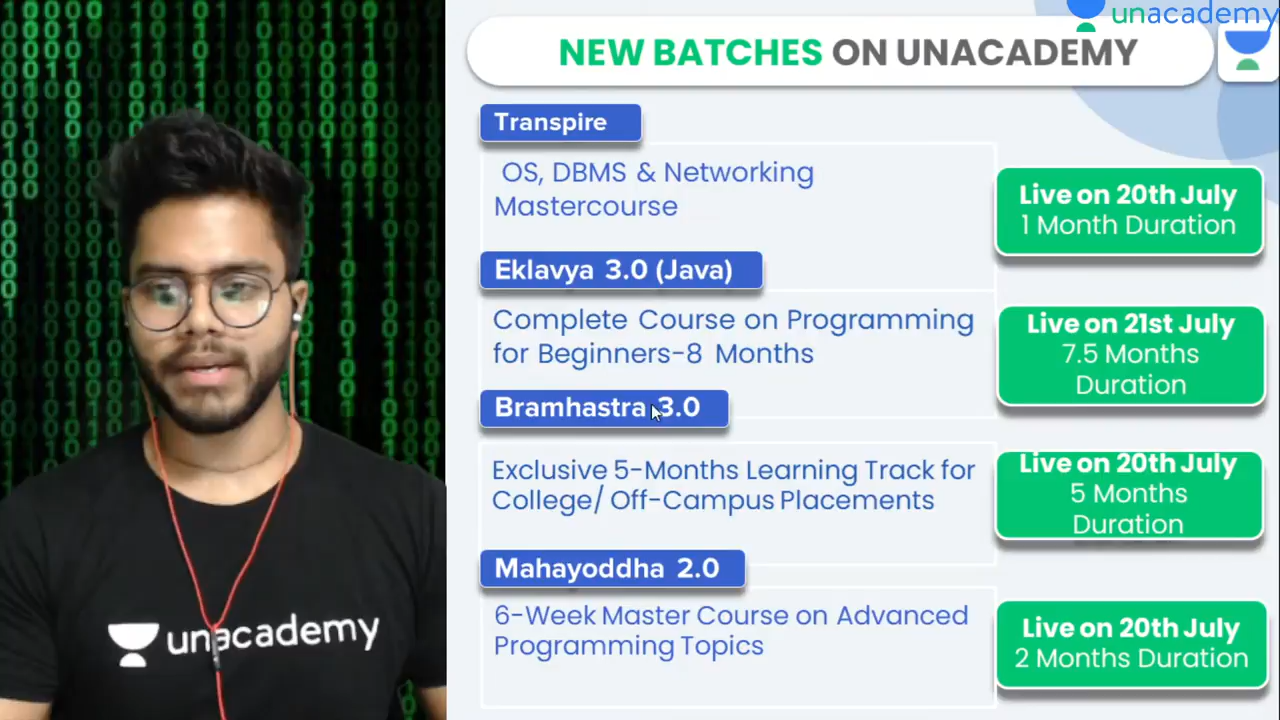 unacademy
NEW BATCHES ON UNACADEMY
Transpire
OS, DBMS & Networking
Mastercourse
Live on 20th July
1 Month Duration
Eklavya 3.0 (Java)
Complete Course on Programming
for Beginners-8 Months
Live on 21st July
7.5 Months
Duration
Bramhastra 3.0
Exclusive 5-Months Learning Track for
College/ Off-Campus Placements
Live on 20th July
5 Months
Duration
Mahayoddha 2.0
6-Week Master Course on Advanced
Programming Topics
Live on 20th July
2 Months Duration
unacademy